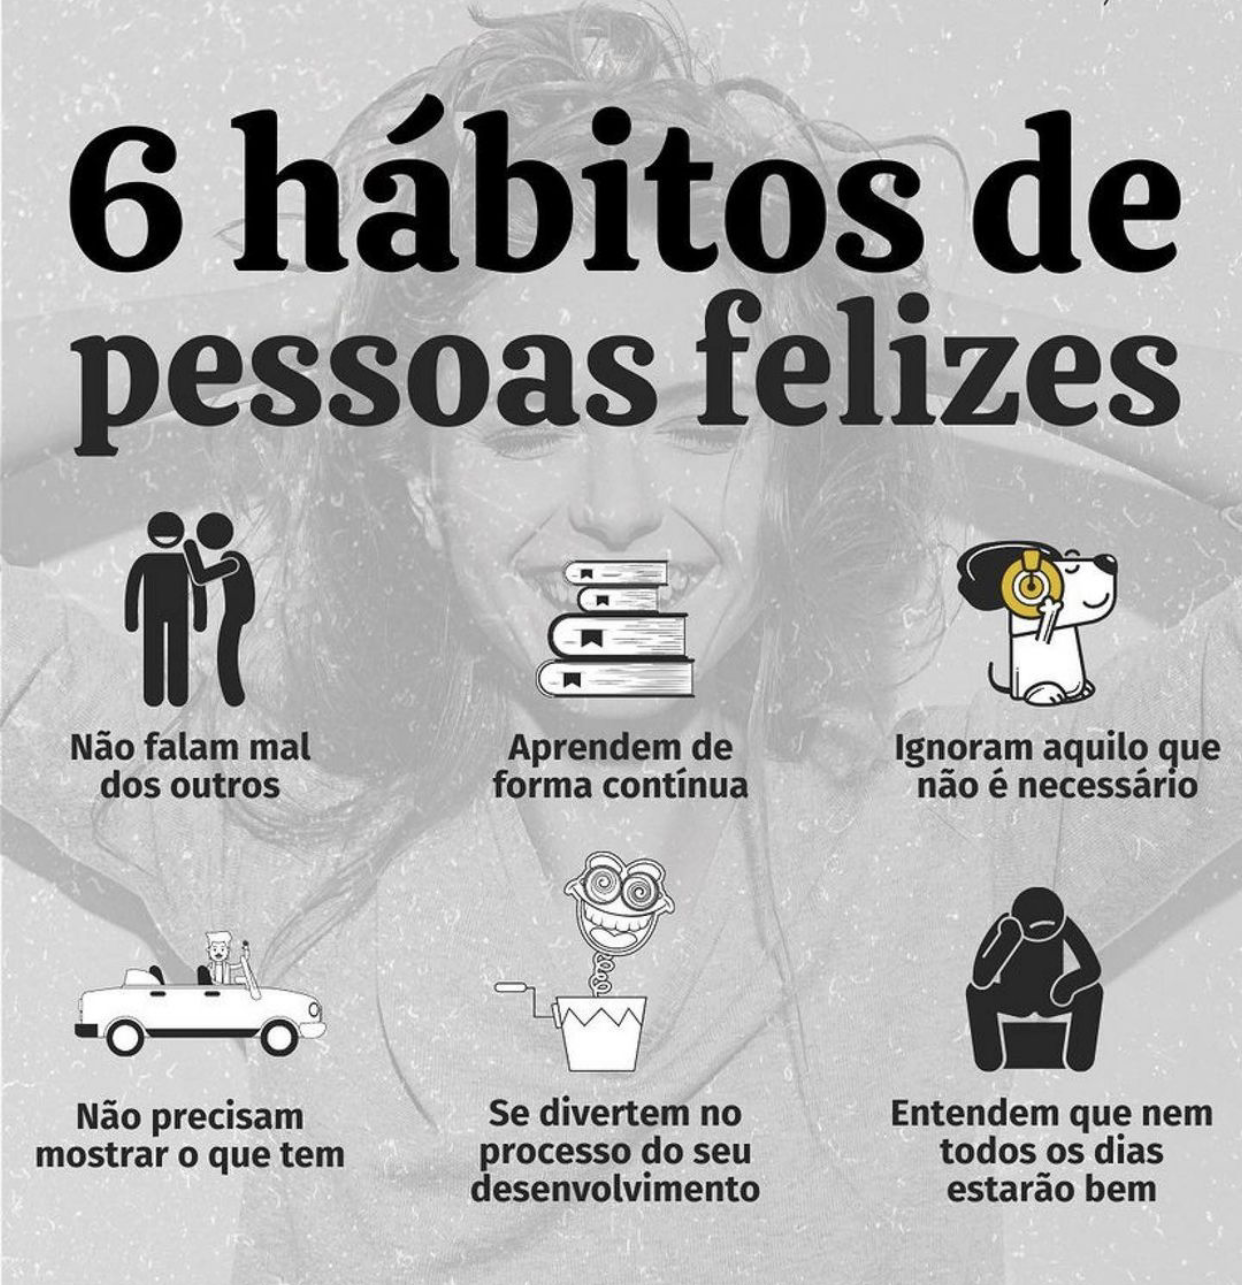 6 hábitos de
pessoas felizes
Não falam mal
dos outros
Aprendem de
forma contínua
Ignoram aquilo que
não é necessário
Não precisam
mostrar o que tem
Se divertem no
processo do seu
desenvolvimento
Entendem que nem
todos os dias
estarão bem